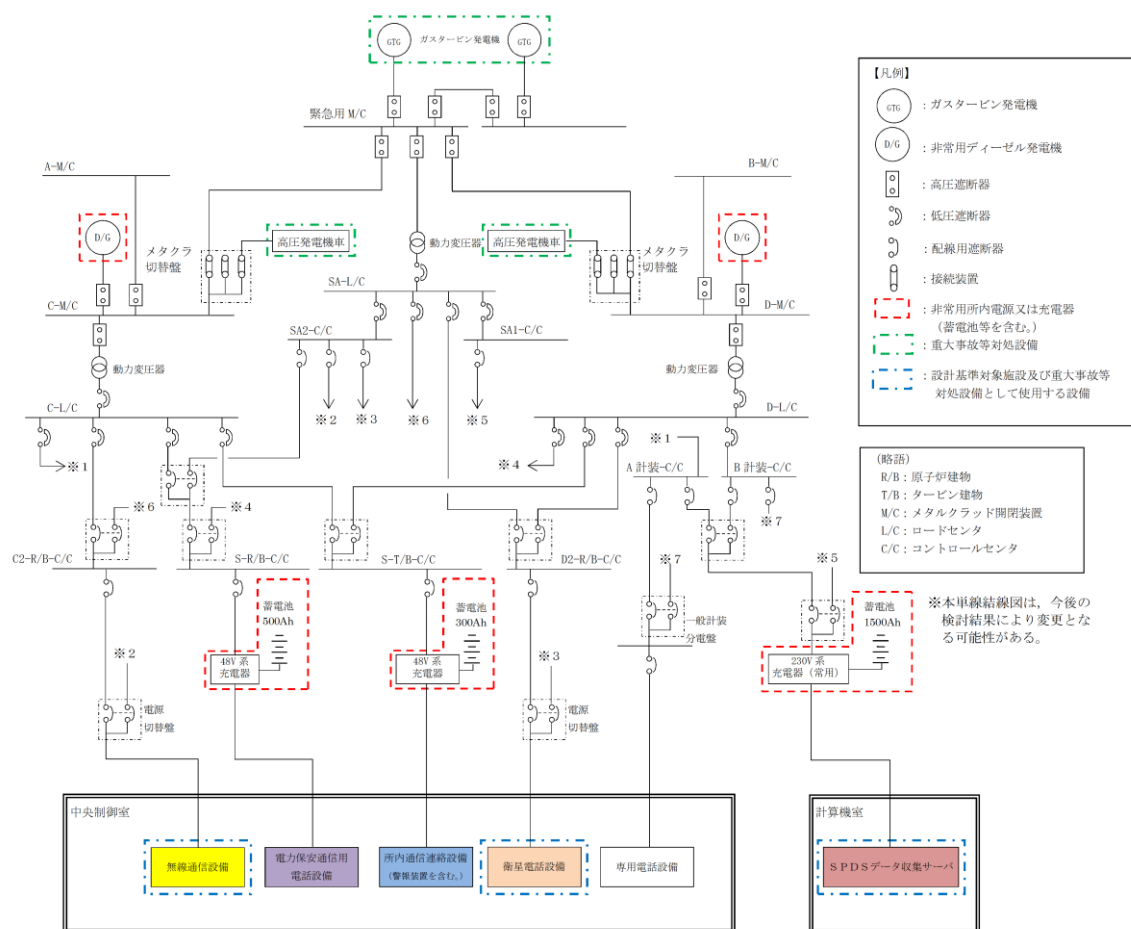 GTG
ガスタービン発電機
GTG
緊急用 M/C
A-M/C
B-M/C
D/G
高圧発電機車
動力変圧器
高圧発電機車
D/G
メタクラ
切替盤
メタクラ
切替盤
C-M/C
SA-L/C
D-M/C
SA2-C/C
SA1-C/C
動力変圧器
動力変圧器
※2
※3
※6
※5
C-L/C
D-L/C
※1
※4
※1
A 計装-C/C
B 計装-C/C
※6
※4
※7
C2-R/B-C/C
S-R/B-C/C
S-T/B-C/C
D2-R/B-C/C
※7
※5
蓄電池
500Ah
48V 系
充電器
蓄電池
300Ah
48V 系
充電器
一般計装
分電盤
蓄電池
1500Ah
230V 系
充電器（常用）
※2
電源
切替盤
※3
電源
切替盤
中央制御室
無線通信設備
電力保安通信用
電話設備
所内通信連絡設備
（警報装置を含む。）
衛星電話設備
専用電話設備
計算機室
ＳＰＤＳデータ収集サーバ
【凡例】
GTG
：ガスタービン発電機
D/G
：非常用ディーゼル発電機
：高圧遮断器
：低圧遮断器
：配線用遮断器
：接続装置
：非常用所内電源又は充電器
（蓄電池等を含む。）
：重大事故等対処設備
：設計基準対象施設及び重大事故等
対処設備として使用する設備
（略語）
R/B：原子炉建物
T/B：タービン建物
M/C：メタルクラッド開閉装置
L/C：ロードセンタ
C/C：コントロールセンタ
※本単線結線図は，今後の
検討結果により変更とな
る可能性がある。